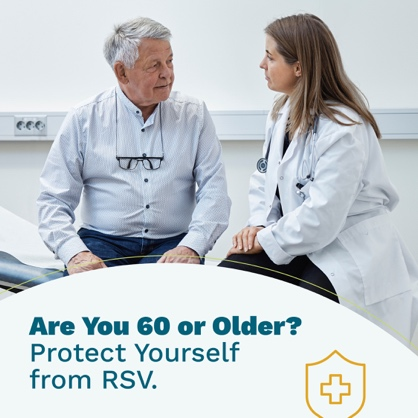 Are You 60 or Older?
Protect Yourself
from RSV.